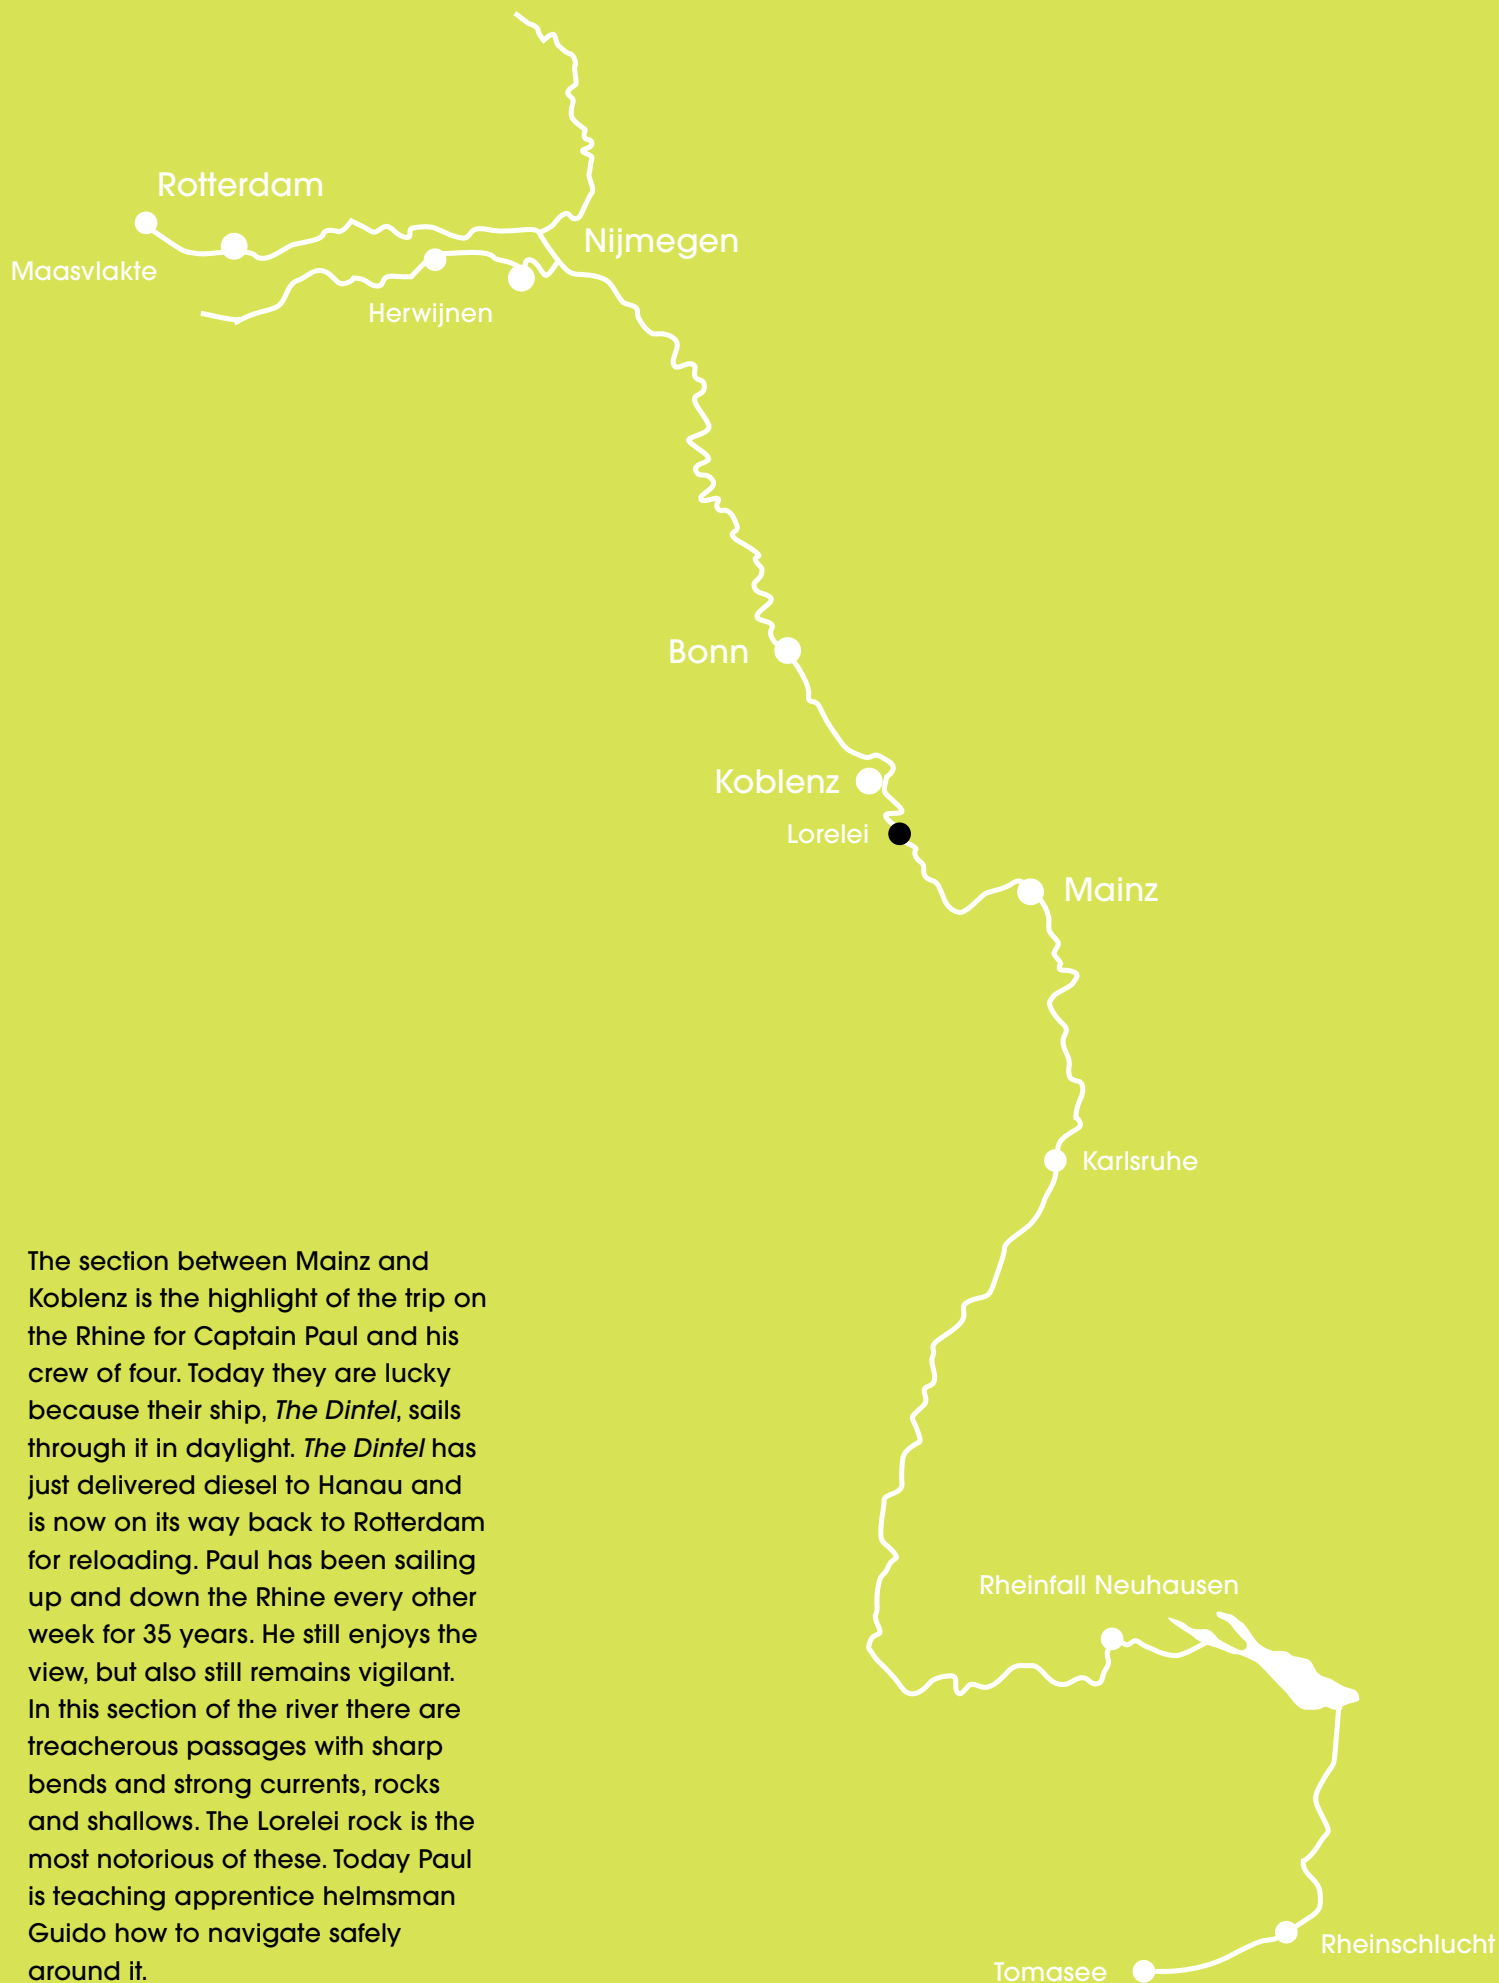 Rotterdam
Nijmegen
Maasvlakte
Herwijnen
Bonn
Koblenz
Lorelei
Mainz
Karlsruhe
The section between Mainz and
Koblenz is the highlight of the trip on
the Rhine for Captain Paul and his
crew of four. Today they are lucky
because their ship, The Dintel, sails
through it in daylight. The Dintel has
just delivered diesel to Hanau and
is now on its way back to Rotterdam
for reloading. Paul has been sailing
up and down the Rhine every other
week for 35 years. He still enjoys the
view, but also still remains vigilant.
In this section of the river there are
treacherous passages with sharp
bends and strong currents, rocks
and shallows. The Lorelei rock is the
most notorious of these. Today Paul
is teaching apprentice helmsman
Guido how to navigate safely
around it.
Rheinfall Neuhausen
Rheinschlucht
Tomasee